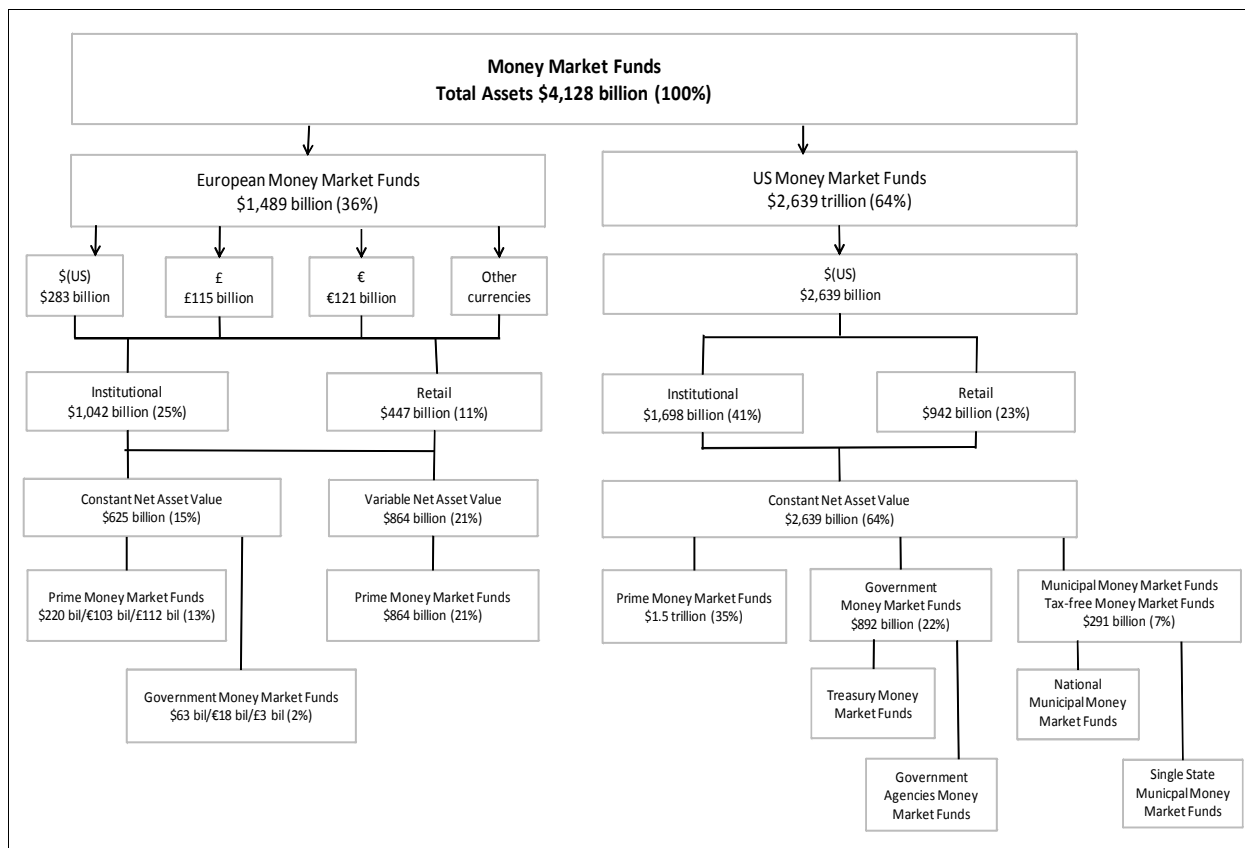 Money Market Funds
Total Assets $4,128 billion (100%)
European Money Market Funds
$1,489 billion (36%)
US Money Market Funds
$2,639 trillion (64%)
$(US)
$283 billion
£
£115 billion
€
€121 billion
Other
currencies
$(US)
$2,639 billion
Institutional
$1,042 billion (25%)
Retail
$447 billion (11%)
Institutional
$1,698 billion (41%)
Retail
$942 billion (23%)
Constant Net Asset Value
$625 billion (15%)
Variable Net Asset Value
$864 billion (21%)
Constant Net Asset Value
$2,639 billion (64%)
Prime Money Market Funds
$220 bil/€103 bil/£112 bil (13%)
Prime Money Market Funds
$864 billion (21%)
Prime Money Market Funds
$1.5 trillion (35%)
Government
Money Market Funds
$892 billion (22%)
Municipal Money Market Funds
Tax-free Money Market Funds
$291 billion (7%)
Government Money Market Funds
$63 bil/€18 bil/£3 bil (2%)
Treasury Money
Market Funds
National
Municipal Money
Market Funds
Government
Agencies Money
Market Funds
Single State
Municpal Money
Market Funds